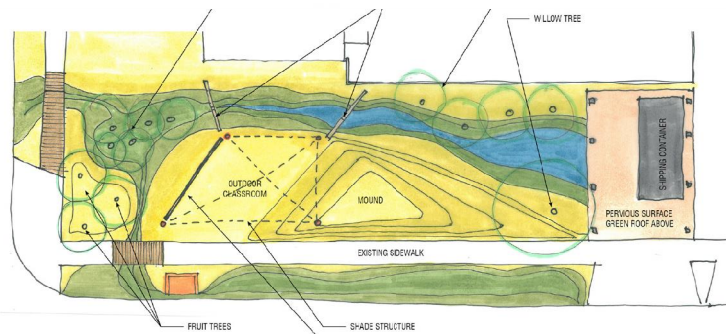 WILLOW TREE
SHIPPING CONTAINER
OUTDOOR
CLASSROOM
MOUND
PERVIOUS SURFACE
GREEN ROOF ABOVE
EXISTING SIDEWALK
FRUIT TREES
SHADE STRUCTURE